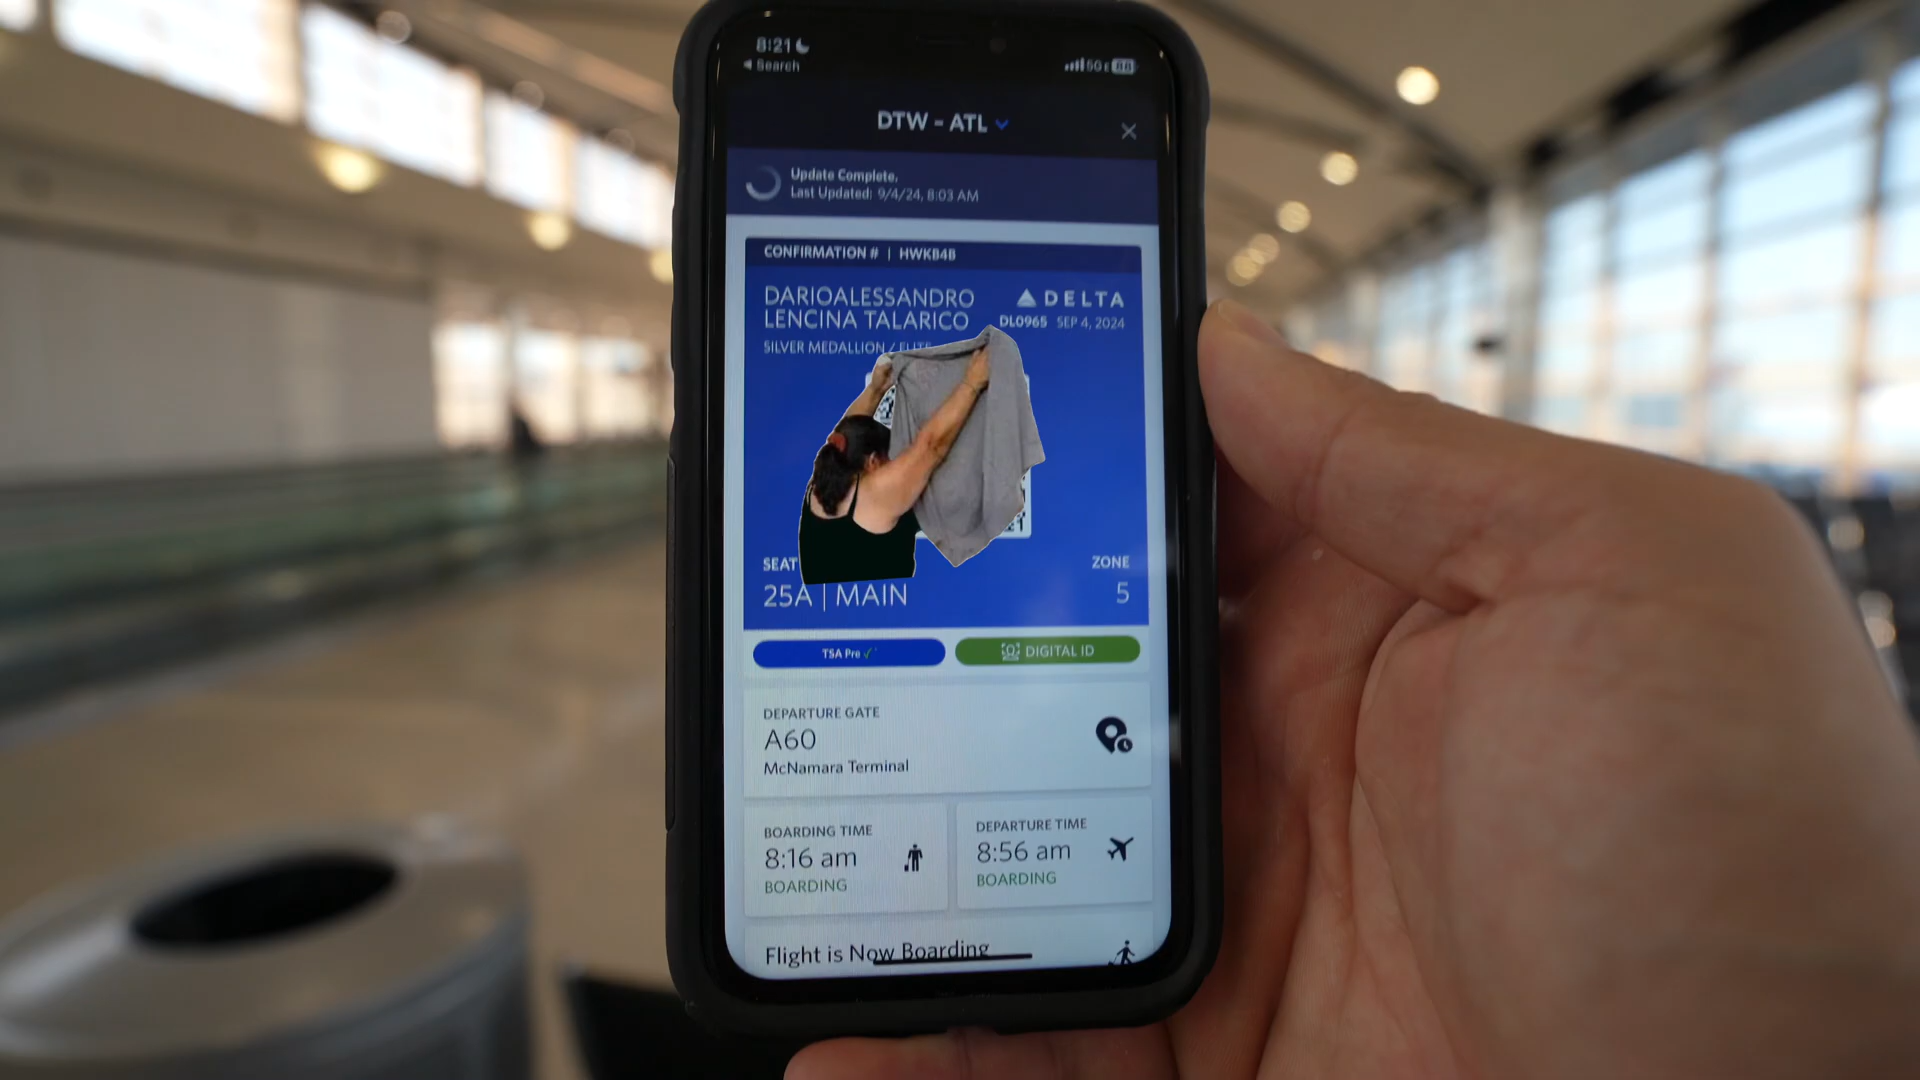 8:21
Search
5GE 88
DTW - ATL
Update Complete.
Last Updated: 9/4/24, 8:03 AM
CONFIRMATION # | HWKB4B
DARIOALESSANDRO
LENCINA TALARICO
DELTA
DL0965 SEP 4, 2024
SILVER MEDALLION / ELITE
SEAT
ZONE
25A | MAIN
5
TSA Pre ✓
DIGITAL ID
DEPARTURE GATE
A60
McNamara Terminal
BOARDING TIME
8:16 am
BOARDING
DEPARTURE TIME
8:56 am
BOARDING
Flight is Now Boarding